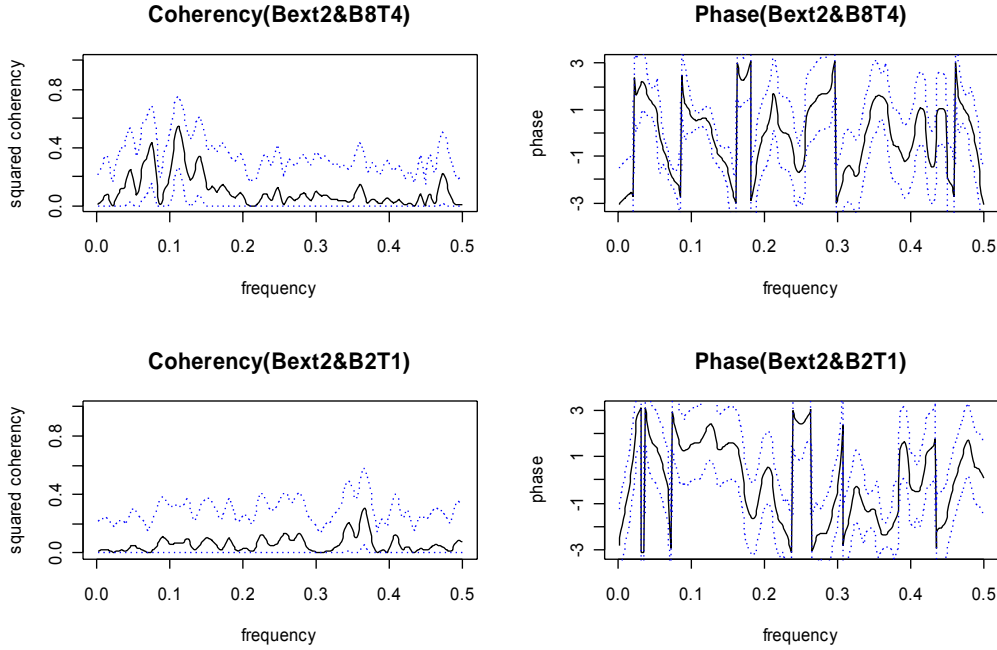 Coherency(Bext2&B8T4)
squared coherency
0.0 0.4 0.8
0.0 0.1 0.2 0.3 0.4 0.5
frequency
Phase(Bext2&B8T4)
phase
-3 -1 1 3
0.0 0.1 0.2 0.3 0.4 0.5
frequency
Coherency(Bext2&B2T1)
squared coherency
0.0 0.4 0.8
0.0 0.1 0.2 0.3 0.4 0.5
frequency
Phase(Bext2&B2T1)
phase
-3 -1 1 3
0.0 0.1 0.2 0.3 0.4 0.5
frequency